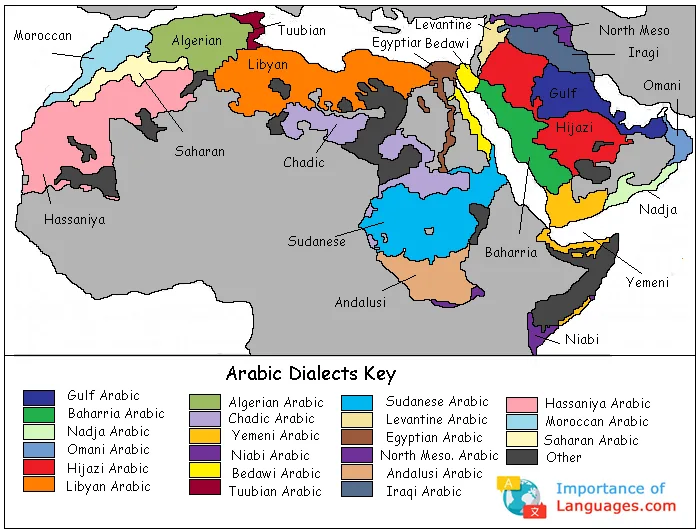 Moroccan
Algerian
Tuubian
Levantine
North Meso
Egyptiar
Bedawi
Iragi
Libyan
Omani
Gulf
Hijazi
Saharan
Chadic
Hassaniya
Nadja
Sudanese
Baharria
Yemeni
Andalusi
Niabi
Arabic Dialects Key
Gulf Arabic
Baharria Arabic
Nadja Arabic
Omani Arabic
Hijazi Arabic
Libyan Arabic
Algerian Arabic
Chadic Arabic
Yemeni Arabic
Niabi Arabic
Bedawi Arabic
Tuubian Arabic
Sudanese Arabic
Levantine Arabic
Egyptian Arabic
North Meso. Arabic
Andalusi Arabic
Iraqi Arabic
Hassaniya Arabic
Moroccan Arabic
Saharan Arabic
Other
A
文
Importance of
Languages.com